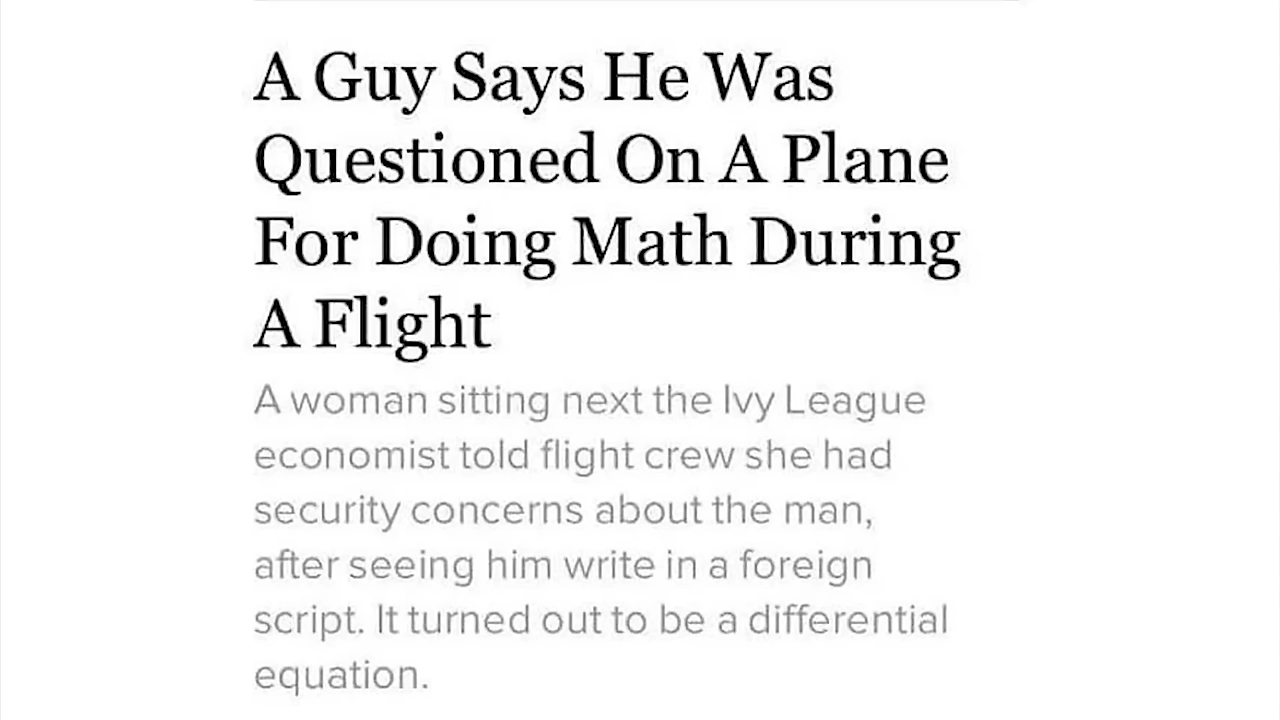 A Guy Says He Was
Questioned On A Plane
For Doing Math During
A Flight
A woman sitting next the Ivy League
economist told flight crew she had
security concerns about the man,
after seeing him write in a foreign
script. It turned out to be a differential
equation.